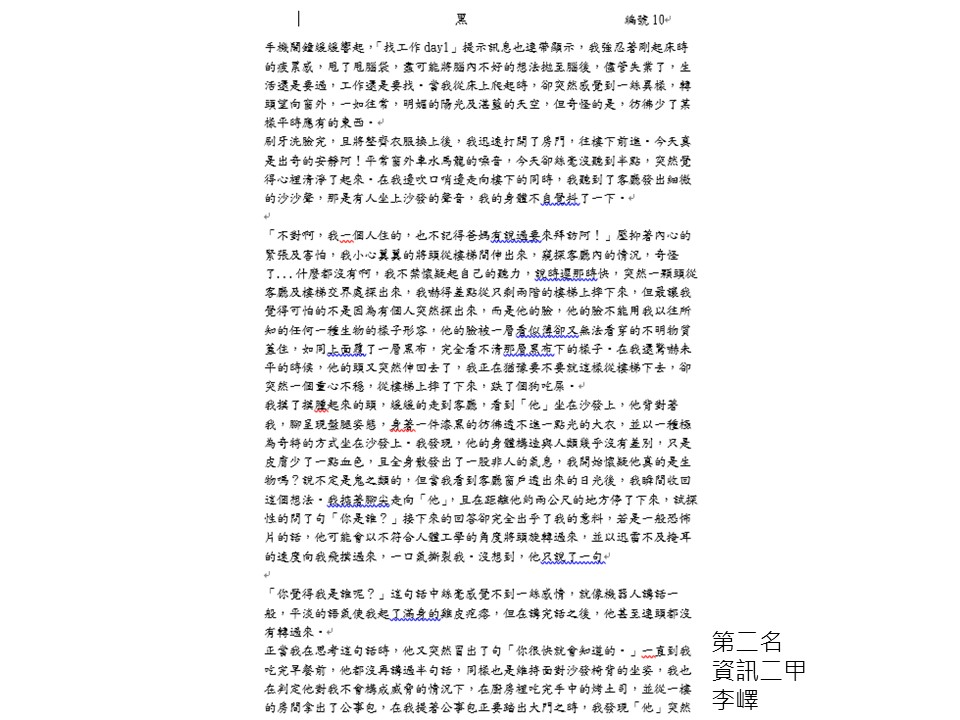 黑
編號10
手機鬧鐘緩緩響起，「找工作 day1」提示訊息也連帶顯示，我強忍著剛起床時
的疲累感，甩了甩腦袋，盡可能將腦內不好的想法拋至腦後，儘管失業了，生
活還是要過，工作還是要找。當我從床上爬起時，卻突然感覺到一絲異樣，轉
頭望向窗外，一如往常，明媚的陽光及湛藍的天空，但奇怪的是，彷彿少了某
樣平時應有的東西。
刷牙洗臉完，且將整齊衣服換上後，我迅速打開了房門，往樓下前進。今天真
是出奇的安靜阿！平常窗外車水馬龍的噪音，今天卻絲毫沒聽到半點，突然覺
得心裡清淨了起來。在我邊吹口哨邊走向樓下的同時，我聽到了客廳發出細微
的沙沙聲，那是有人坐上沙發的聲音，我的身體不自覺抖了一下。
「不對啊，我一個人住的，也不記得爸媽有說過要來拜訪阿！」壓抑著內心的
緊張及害怕，我小心翼翼的將頭從樓梯間伸出來，窺探客廳內的情況，奇怪
了...什麼都沒有啊，我不禁懷疑起自己的聽力，說時遲那時快，突然一顆頭從
客廳及樓梯交界處探出來，我嚇得差點從只剩兩階的樓梯上摔下來，但最讓我
覺得可怕的不是因為有個人突然探出來，而是他的臉，他的臉不能用我以往所
知的任何一種生物的樣子形容，他的臉被一層看似薄卻又無法看穿的不明物質
蓋住，如同上面覆了一層黑布，完全看不清那層黑布下的樣子。在我還驚嚇未
平的時候，他的頭又突然伸回去了，我正在猶豫要不要就這樣從樓梯下去，卻
突然一個重心不穩，從樓梯上摔了下來，跌了個狗吃屎。
我摸了摸腫起來的頭，緩緩的走到客廳，看到「他」坐在沙發上，他背對著
我，腳呈現盤腿姿態，身著一件漆黑的彷彿透不進一點光的大衣，並以一種極
為奇特的方式坐在沙發上。我發現，他的身體構造與人類幾乎沒有差別，只是
皮膚少了一點血色，且全身散發出了一股非人的氣息，我開始懷疑他真的是生
物嗎？說不定是鬼之類的，但當我看到客廳窗戶透出來的日光後，我瞬間收回
這個想法。我掂著腳尖走向「他」，且在距離他約兩公尺的地方停了下來，試探
性的問了句「你是誰？」接下來的回答卻完全出乎了我的意料，若是一般恐怖
片的話，他可能會以不符合人體工學的角度將頭旋轉過來，並以迅雷不及掩耳
的速度向我飛撲過來，一口氣撕裂我。沒想到，他只說了一句
「你覺得我是誰呢？」這句話中絲毫感覺不到一絲感情，就像機器人講話一
般，平淡的語氣使我起了滿身的雞皮疙瘩，但在講完話之後，他甚至連頭都沒
有轉過來。
正當我在思考這句話時，他又突然冒出了句「你很快就會知道的。」一直到我
吃完早餐前，他都沒再講過半句話，同樣也是維持面對沙發椅背的坐姿，我也
在判定他對我不會構成威脅的情況下，在廚房裡吃完手中的烤土司，並從一樓
的房間拿出了公事包，在我提著公事包正要踏出大門之時，我發現「他」突然
第二名
資訊二甲
李嶧